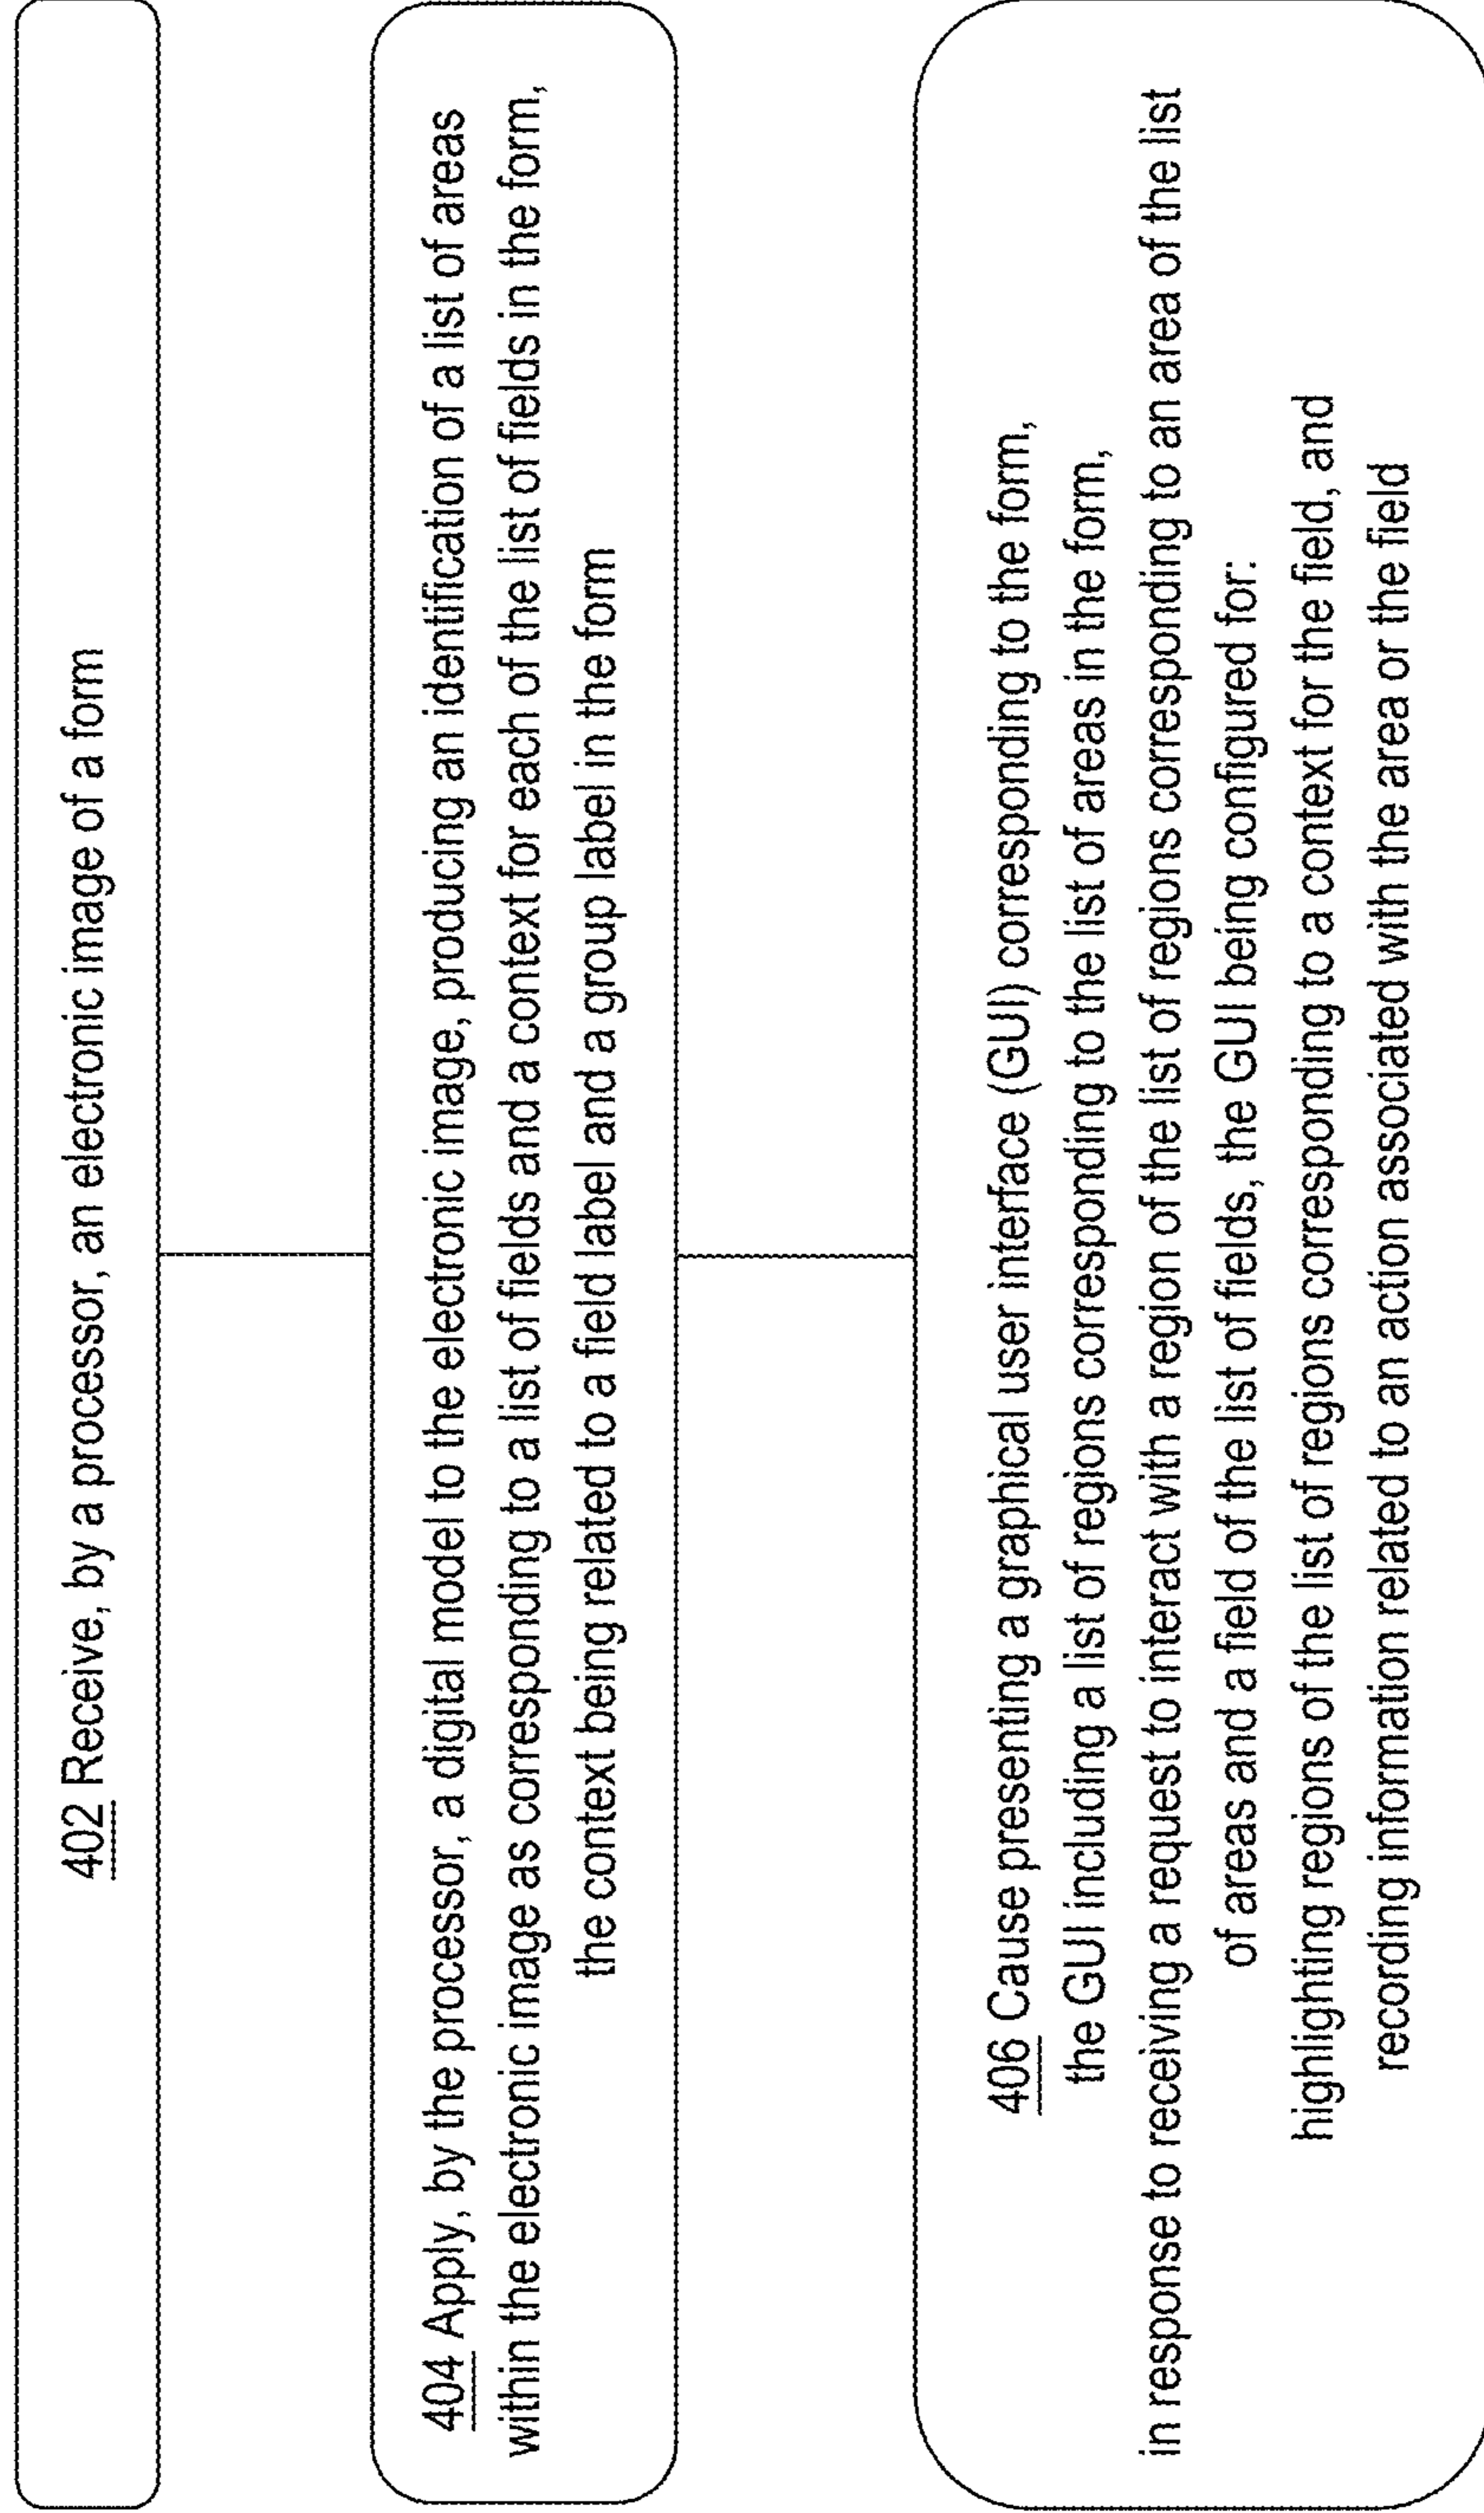 402 Receive, by a processor, an electronic image of a form
404 Apply, by the processor, a digital model to the electronic image, producing an identification of a list of areas
within the electronic image as corresponding to a list of fields and a context for each of the list of fields in the form,
the context being related to a field label and a group label in the form
406 Cause presenting a graphical user interface (GUI) corresponding to the form,
the GUI including a list of regions corresponding to the list of areas in the form,
in response to receiving a request to interact with a region of the list of regions corresponding to an area of the list
of areas and a field of the list of fields, the GUI being configured for:
highlighting regions of the list of regions corresponding to a context for the field, and
recording information related to an action associated with the area or the field